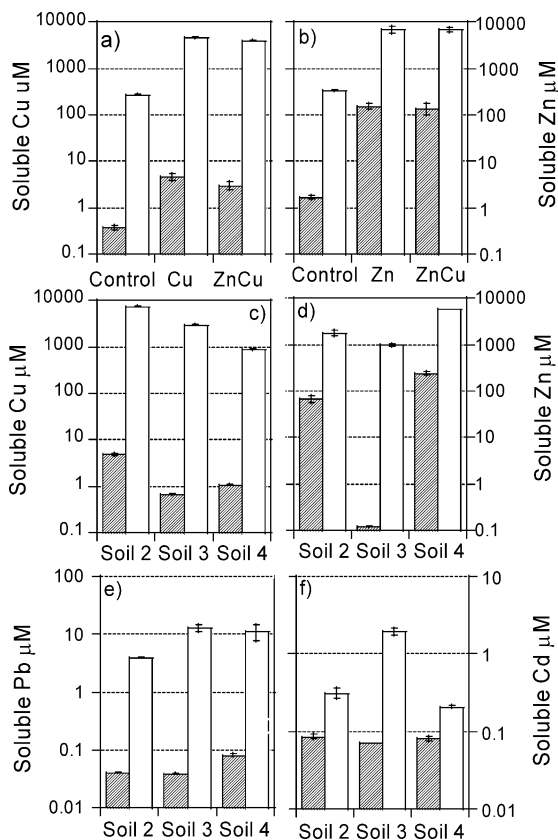 a)
b)
Soluble Cu uM
10000
1000
100
10
1
0.1
10000
1000
100
10
1
0.1
Soluble Zn μM
Control Cu ZnCu
Control Zn ZnCu
c)
d)
Soluble Cu μM
10000
1000
100
10
1
0.1
10000
1000
100
10
1
0.1
Soluble Zn μM
Soil 2 Soil 3 Soil 4
Soil 2 Soil 3 Soil 4
e)
f)
Soluble Pb μM
100
10
1
0.1
0.01
10
1
0.1
0.01
Soluble Cd μM
Soil 2 Soil 3 Soil 4
Soil 2 Soil 3 Soil 4